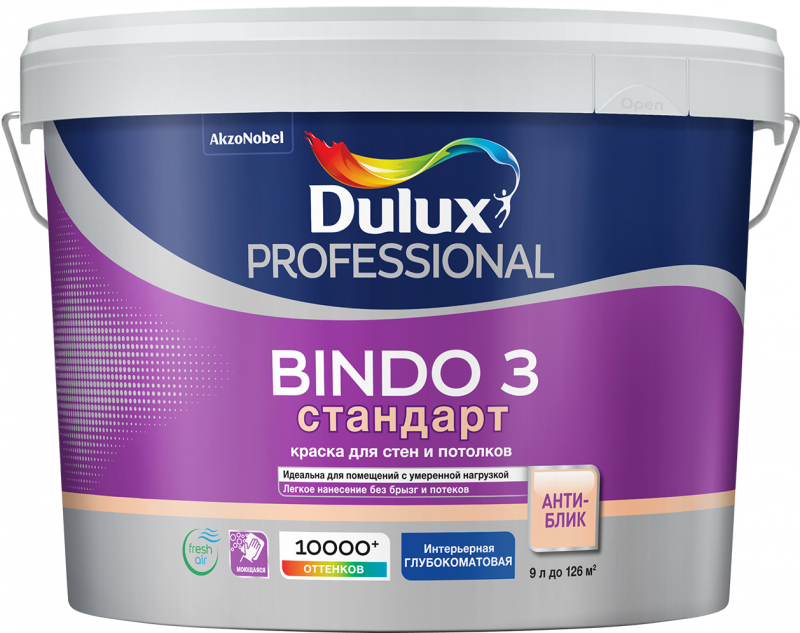 Open
AkzoNobel
Dulux
PROFESSIONAL
BINDO 3
стандарт
краска для стен и потолков
Идеальна для помещений с умеренной нагрузкой
Легкое нанесение без брызг и потеков
АНТИ-
БЛИК
fresh
air
МОЮЩАЯСЯ
10000+
ОТТЕНКОВ
Интерьерная
ГЛУБОКОМАТОВАЯ
9 л до 126 м²